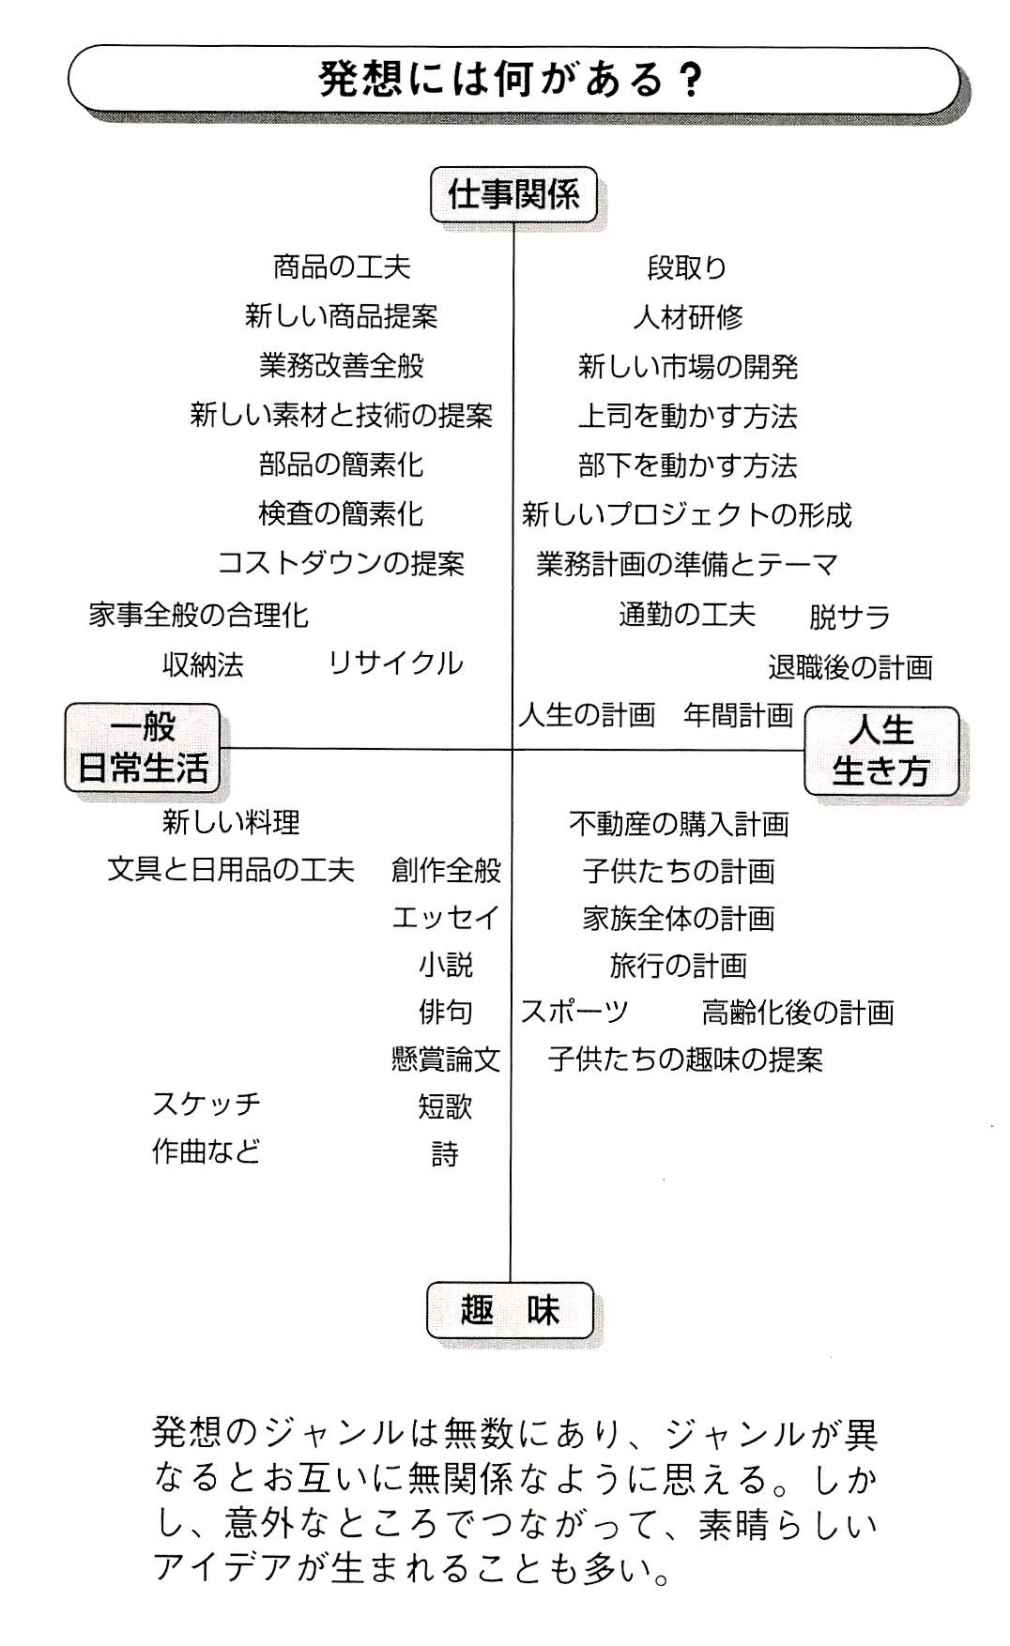 発想には何がある？
仕事関係
商品の工夫
段取り
新しい商品提案
人材研修
業務改善全般
新しい市場の開発
新しい素材と技術の提案
上司を動かす方法
部品の簡素化
部下を動かす方法
検査の簡素化
新しいプロジェクトの形成
コストダウンの提案
業務計画の準備とテーマ
家事全般の合理化
通勤の工夫 脱サラ
収納法 リサイクル
退職後の計画
人生の計画 年間計画
一般
日常生活
人生
生き方
新しい料理
不動産の購入計画
文具と日用品の工夫 創作全般
子供たちの計画
エッセイ
家族全体の計画
小説
旅行の計画
俳句
スポーツ 高齢化後の計画
懸賞論文
子供たちの趣味の提案
スケッチ 短歌
作曲など 詩
趣 味
発想のジャンルは無数にあり、ジャンルが異
なるとお互いに無関係なように思える。しか
し、意外なところでつながって、素晴らしい
アイデアが生まれることも多い。